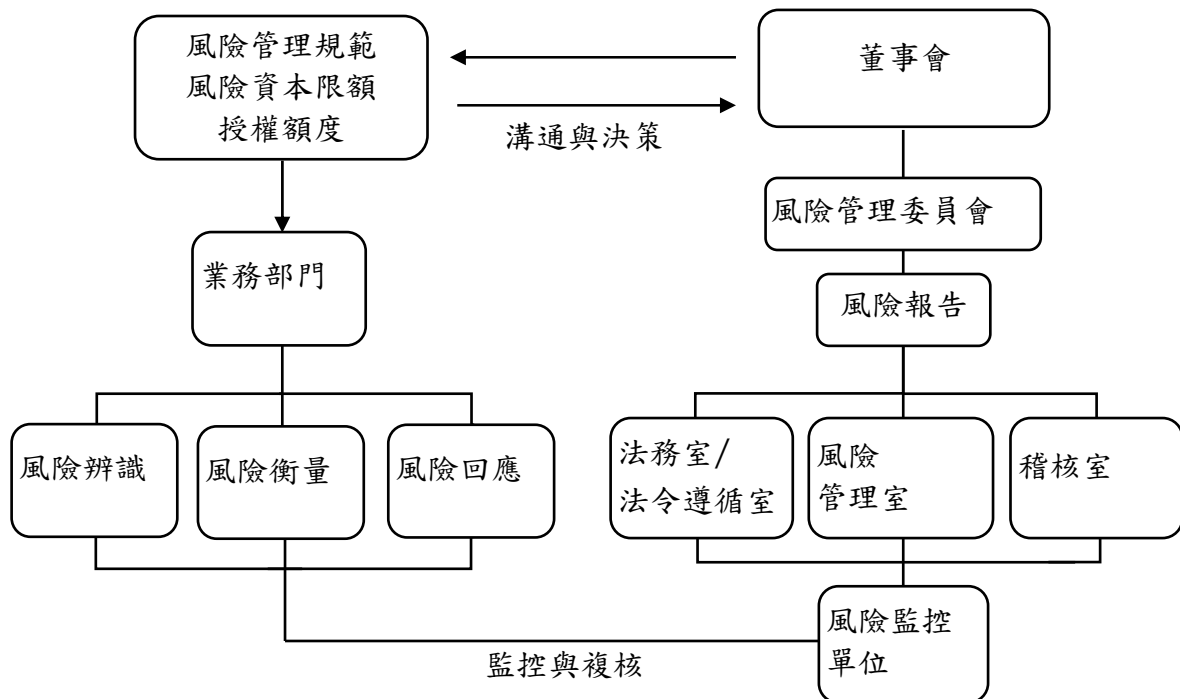 風險管理規範
風險資本限額
授權額度
董事會
溝通與決策
風險管理委員會
業務部門
風險報告
風險辨識
風險衡量
風險回應
法務室/
法令遵循室
風險
管理室
稽核室
風險監控
單位
監控與複核